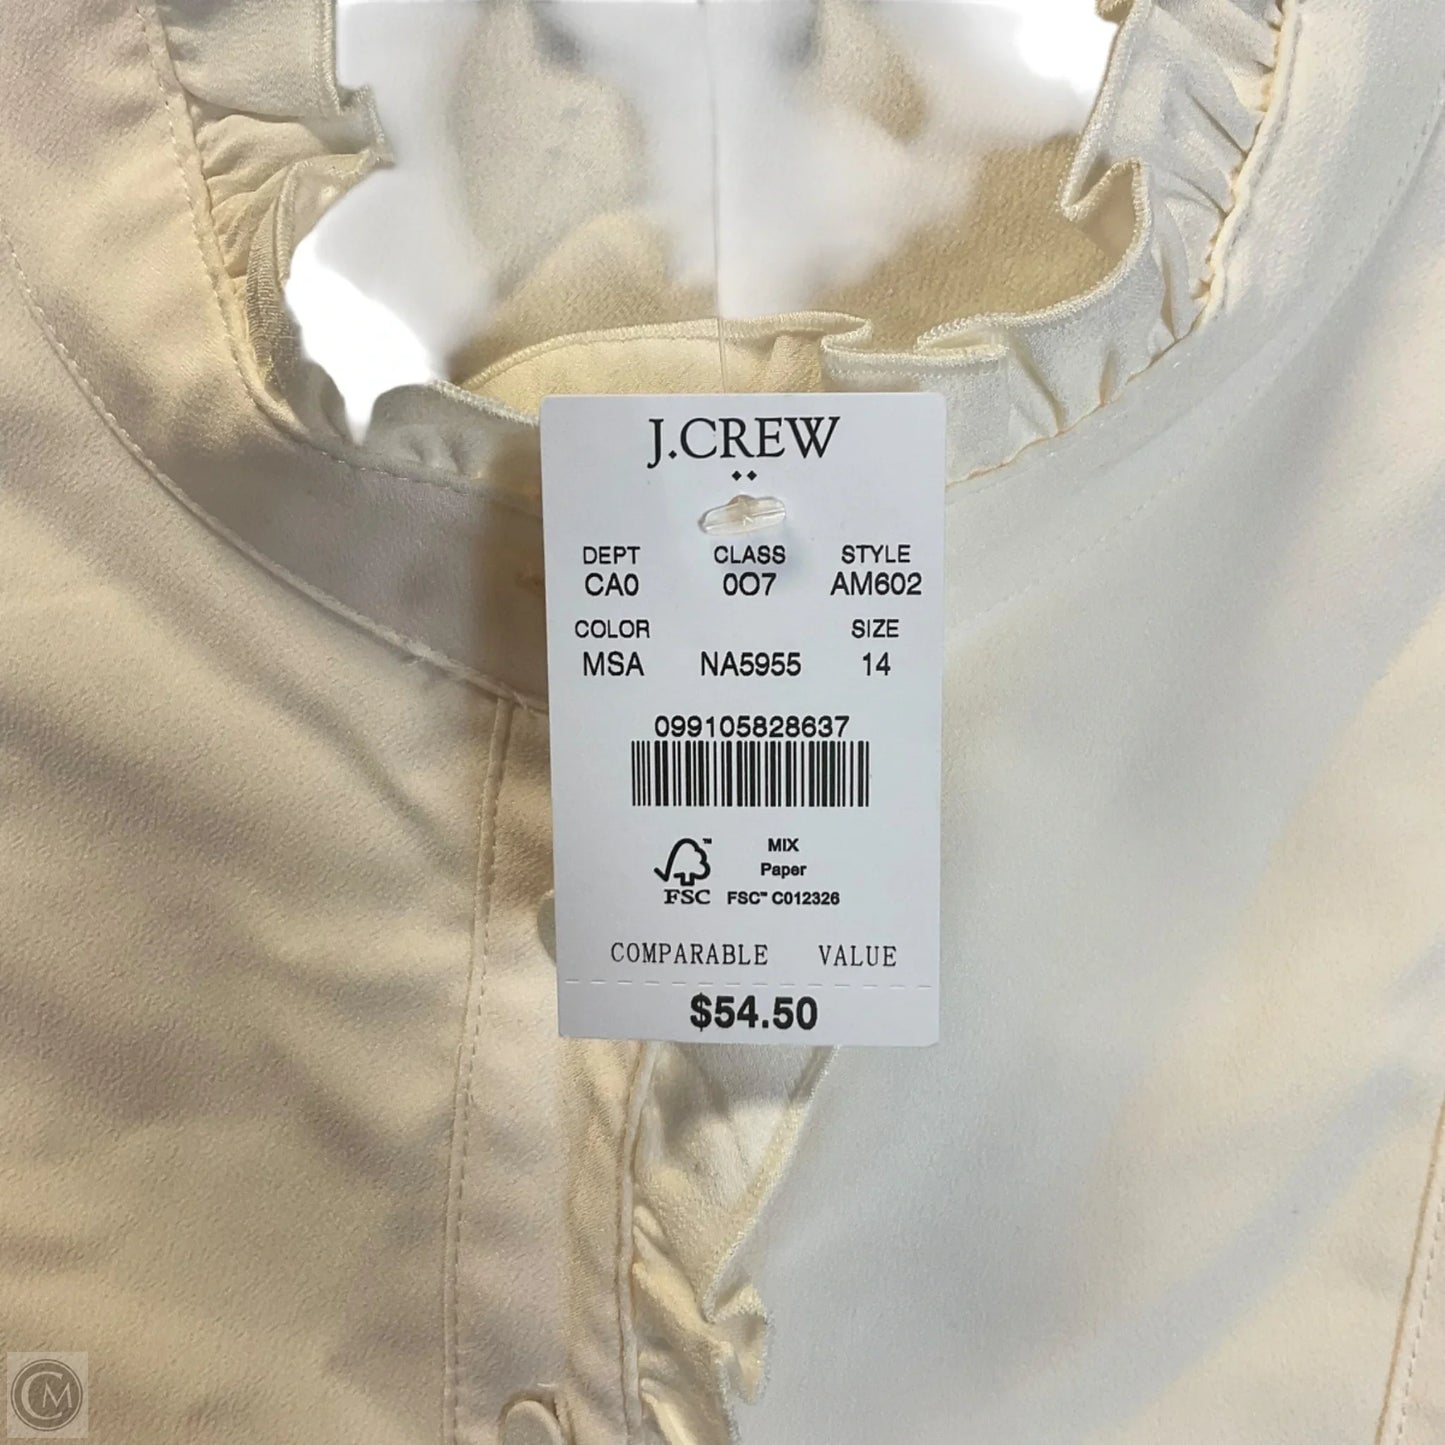 J.CREW
DEPT CLASS STYLE
CA0 0O7 AM602
COLOR SIZE
MSA NA5955 14
099105828637
MIX
Paper
FSC™ C012326
FSC
COMPARABLE VALUE
$54.50
CM